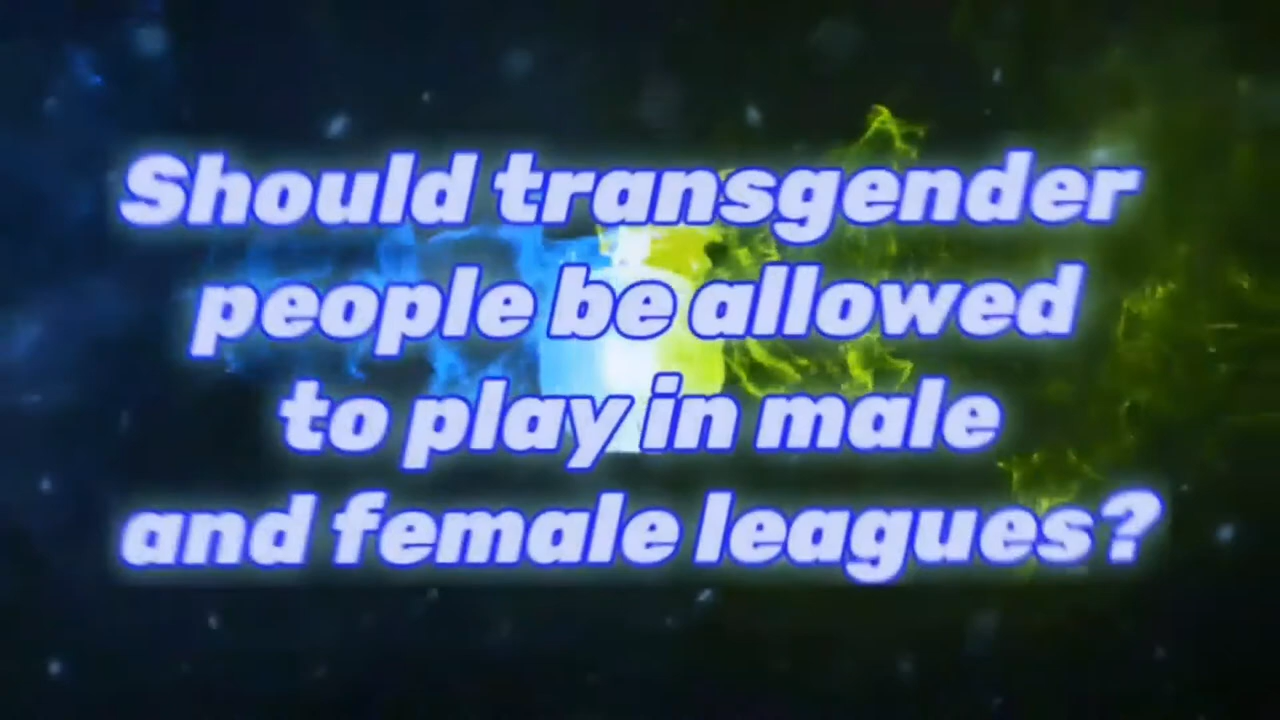 Should transgender
people be allowed
to play in male
and female leagues?